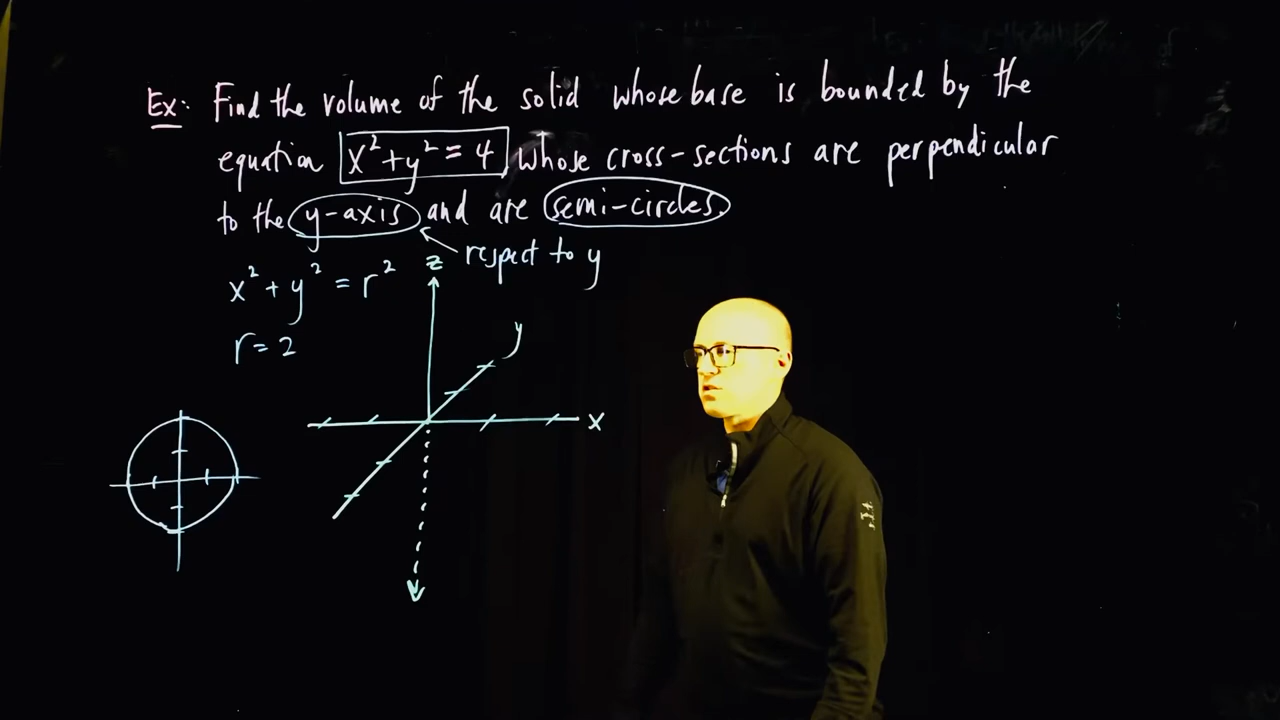 Ex: Find the volume of the solid whose base is bounded by the
equation x² + y² = 4, whose cross-sections are perpendicular
to the y-axis and are semi-circles.
respect to y
x² + y² = r²
r = 2
z
y
x